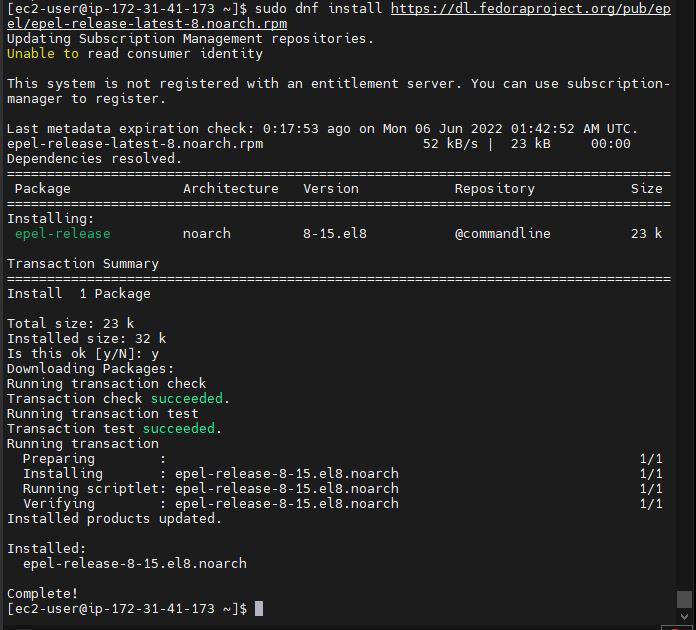 [ec2-user@ip-172-31-41-173 ~]$ sudo dnf install https://dl.fedoraproject.org/pub/ep
el/epel-release-latest-8.noarch.rpm
Updating Subscription Management repositories.
Unable to read consumer identity

This system is not registered with an entitlement server. You can use subscription-
manager to register.

Last metadata expiration check: 0:17:53 ago on Mon 06 Jun 2022 01:42:52 AM UTC.
epel-release-latest-8.noarch.rpm                    52 kB/s |  23 kB     00:00
Dependencies resolved.
===================================================================================
 Package              Architecture   Version            Repository            Size
===================================================================================
Installing:
 epel-release         noarch         8-15.el8           @commandline          23 k

Transaction Summary
===================================================================================
Install  1 Package

Total size: 23 k
Installed size: 32 k
Is this ok [y/N]: y
Downloading Packages:
Running transaction check
Transaction check succeeded.
Running transaction test
Transaction test succeeded.
Running transaction
  Preparing        :                                                           1/1
  Installing       : epel-release-8-15.el8.noarch                              1/1
  Running scriptlet: epel-release-8-15.el8.noarch                              1/1
  Verifying        : epel-release-8-15.el8.noarch                              1/1
Installed products updated.

Installed:
  epel-release-8-15.el8.noarch

Complete!
[ec2-user@ip-172-31-41-173 ~]$